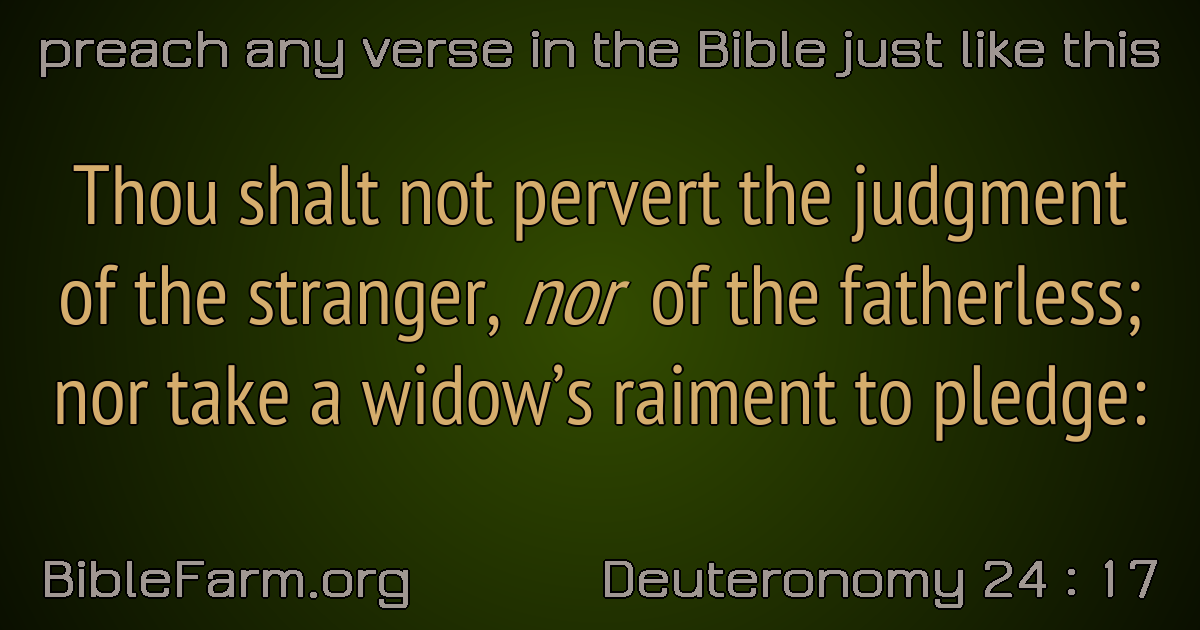 preach any verse in the Bible just like this
Thou shalt not pervert the judgment
of the stranger, nor of the fatherless;
nor take a widow’s raiment to pledge:
BibleFarm.org
Deuteronomy 24 : 17